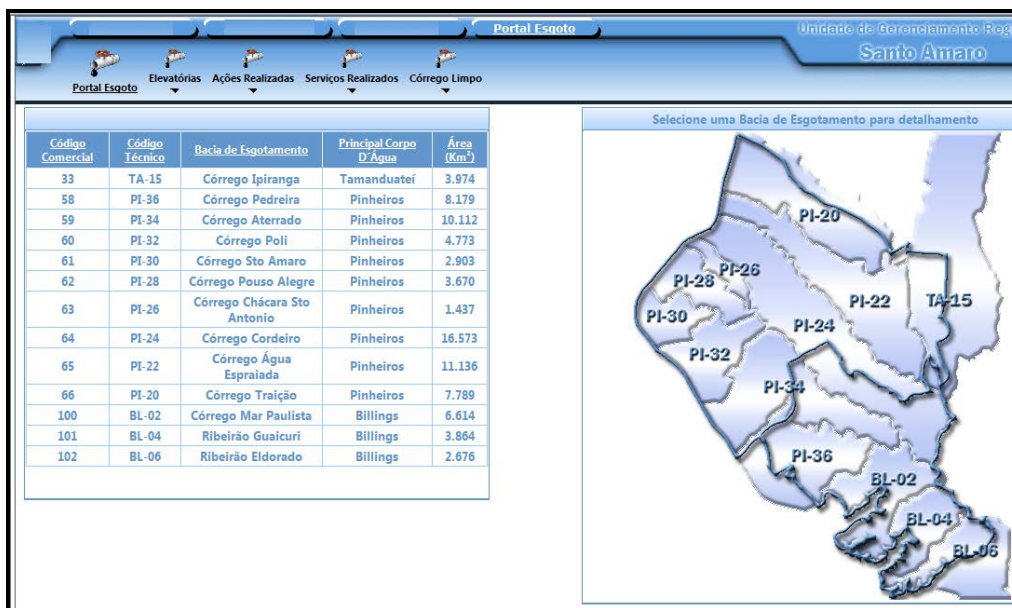 Portal Esgoto
Unidade de Gerenciamento Reg
Santo Amaro
Portal Esgoto
Elevatórias
Ações Realizadas
Serviços Realizados
Córrego Limpo
Código Comercial Código Técnico Bacia de Esgotamento Principal Corpo D´Água Área (Km²)
33 TA-15 Córrego Ipiranga Tamanduateí 3.974
58 PI-36 Córrego Pedreira Pinheiros 8.179
59 PI-34 Córrego Aterrado Pinheiros 10.112
60 PI-32 Córrego Poli Pinheiros 4.773
61 PI-30 Córrego Sto Amaro Pinheiros 2.903
62 PI-28 Córrego Pouso Alegre Pinheiros 3.670
63 PI-26 Córrego Chácara Sto Antonio Pinheiros 1.437
64 PI-24 Córrego Cordeiro Pinheiros 16.573
65 PI-22 Córrego Água Espraiada Pinheiros 11.136
66 PI-20 Córrego Traição Pinheiros 7.789
100 BL-02 Córrego Mar Paulista Billings 6.614
101 BL-04 Ribeirão Guaicuri Billings 3.864
102 BL-06 Ribeirão Eldorado Billings 2.676
Selecione uma Bacia de Esgotamento para detalhamento
PI-20
PI-26
PI-28
PI-22
TA-15
PI-30
PI-24
PI-32
PI-34
PI-36
BL-02
BL-04
BL-06